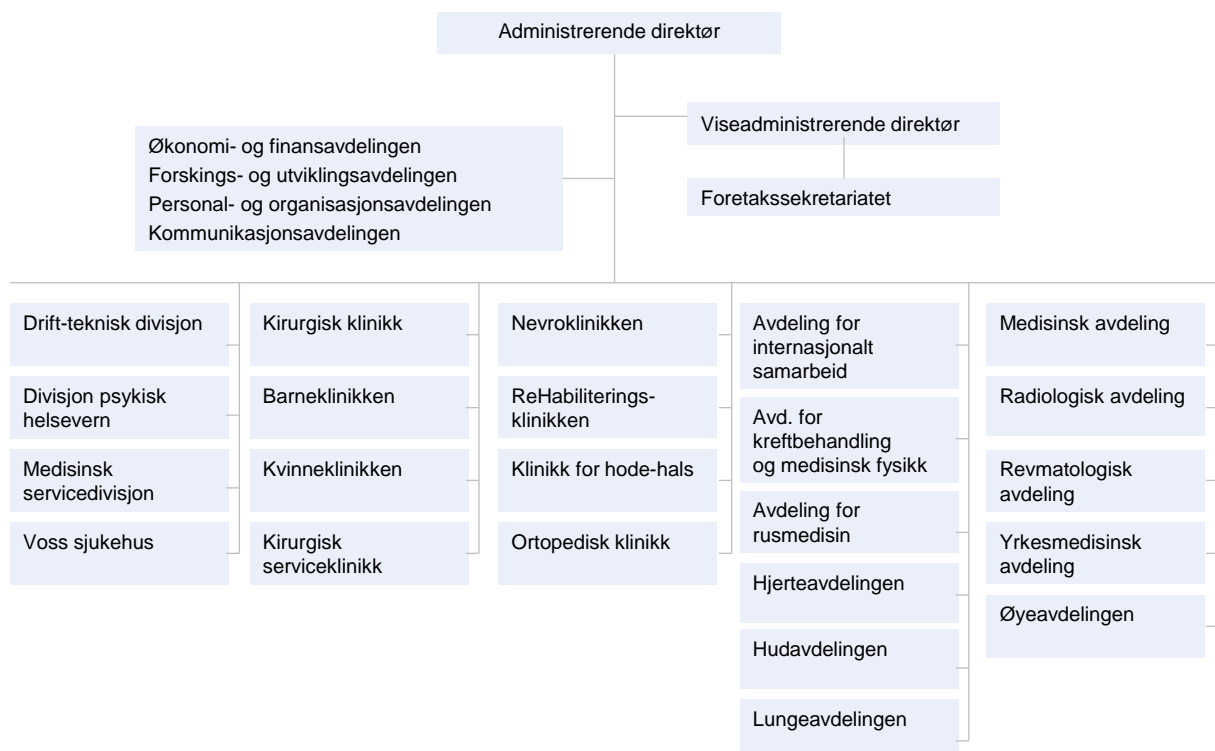 Administrerende direktør
Viseadministrerende direktør
Økonomi- og finansavdelingen
Forskings- og utviklingsavdelingen
Personal- og organisasjonsavdelingen
Kommunikasjonsavdelingen
Foretakssekretariatet
Drift-teknisk divisjon
Divisjon psykisk
helsevern
Medisinsk
servicedivisjon
Voss sjukehus
Kirurgisk klinikk
Barneklinikken
Kvinneklinikken
Kirurgisk
serviceklinikk
Nevroklinikken
ReHabiliterings-
klinikken
Klinikk for hode-hals
Ortopedisk klinikk
Avdeling for
internasjonalt
samarbeid
Avd. for
kreftbehandling
og medisinsk fysikk
Avdeling for
rusmedisin
Hjerteavdelingen
Hudavdelingen
Lungeavdelingen
Medisinsk avdeling
Radiologisk avdeling
Revmatologisk
avdeling
Yrkesmedisinsk
avdeling
Øyeavdelingen